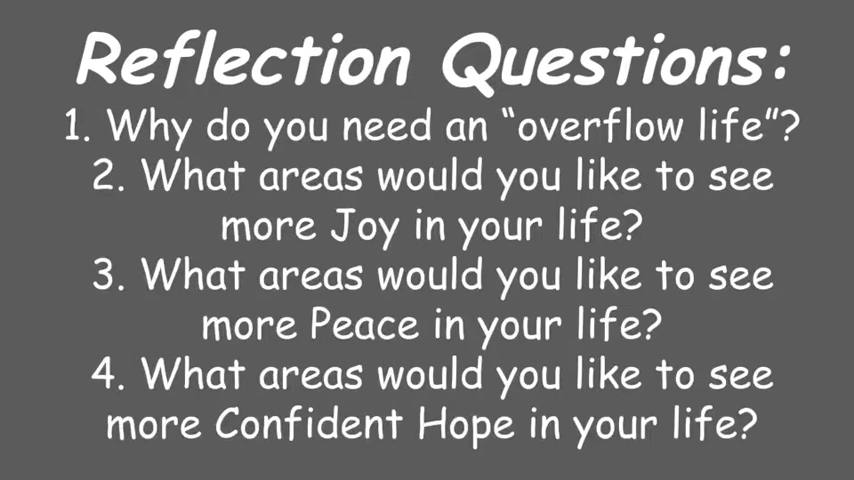 Reflection Questions:
1. Why do you need an “overflow life”?
2. What areas would you like to see
more Joy in your life?
3. What areas would you like to see
more Peace in your life?
4. What areas would you like to see
more Confident Hope in your life?